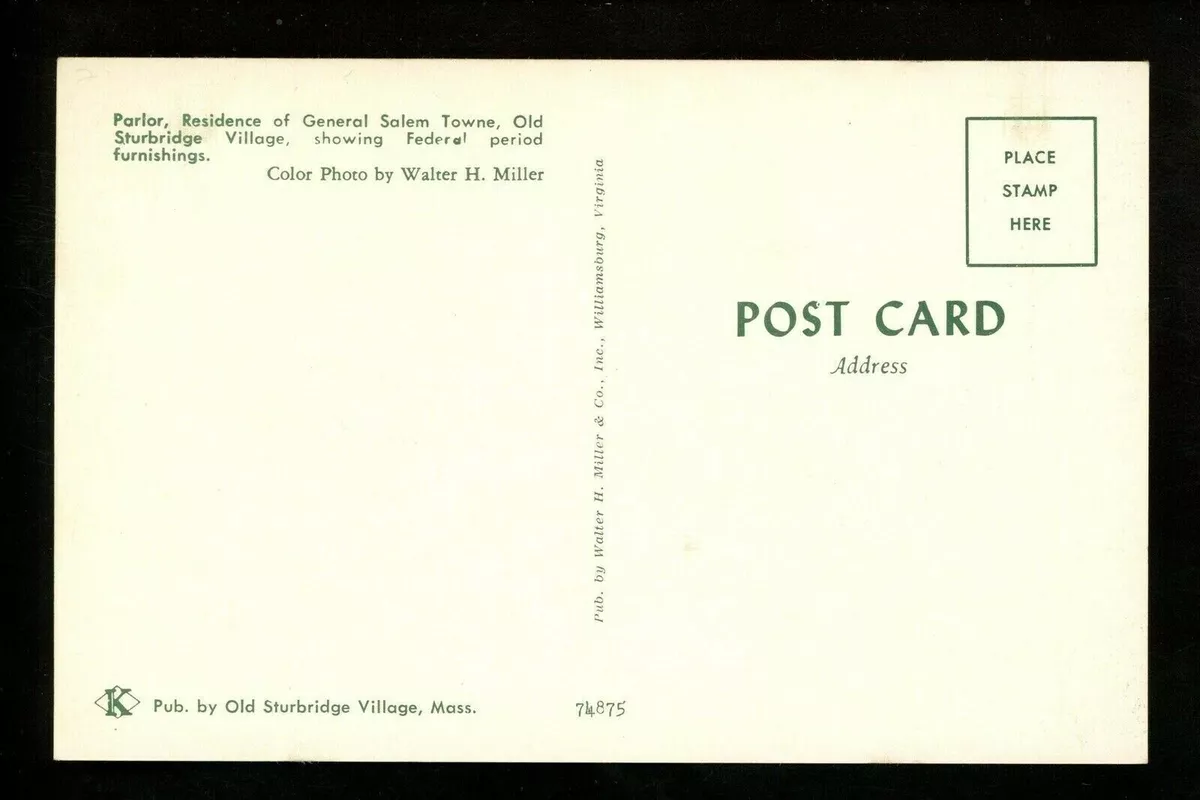 Parlor, Residence of General Salem Towne, Old
Sturbridge Village, showing Federal period
furnishings.
Color Photo by Walter H. Miller
Pub. by Walter H. Miller & Co., Inc., Williamsburg, Virginia
PLACE
STAMP
HERE
POST CARD
Address
K Pub. by Old Sturbridge Village, Mass.
74875